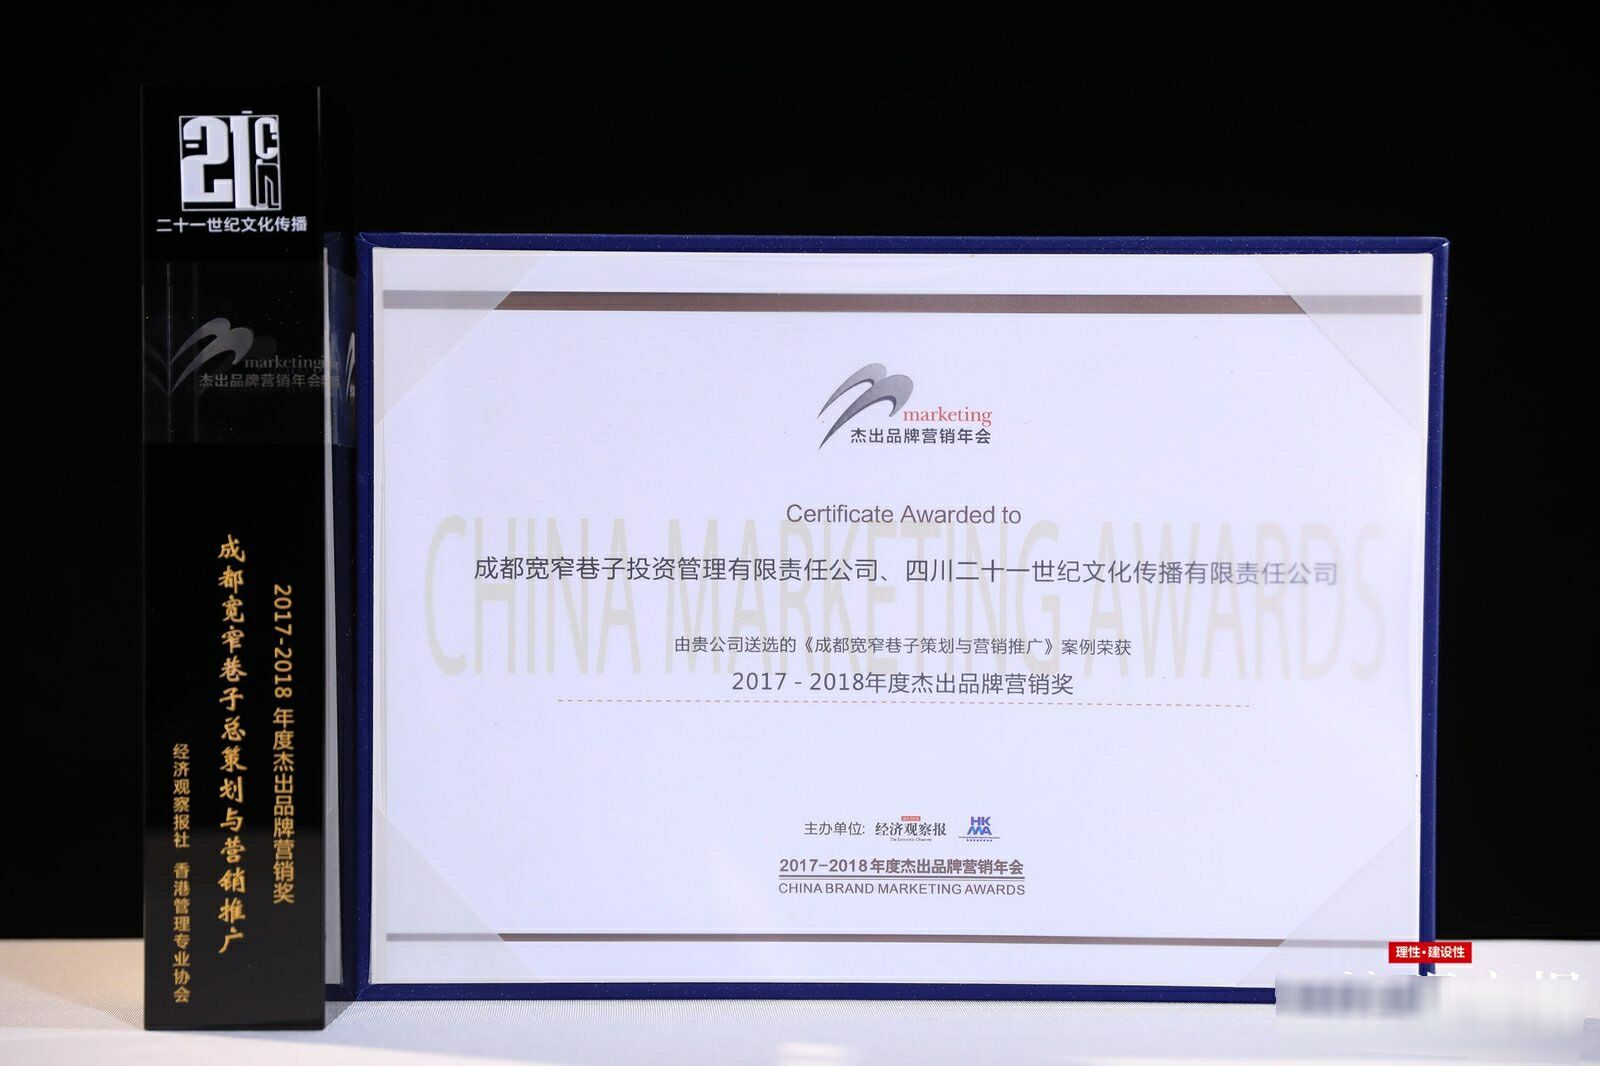 21Ch
二十一世纪文化传播
marketing
杰出品牌营销年会
2017-2018 年度杰出品牌营销奖
成都宽窄巷子总策划与营销推广
经济观察报社 香港管理专业协会
marketing
杰出品牌营销年会
Certificate Awarded to
CHINA MARKETING AWARDS
成都宽窄巷子投资管理有限责任公司、四川二十一世纪文化传播有限责任公司
由贵公司送选的《成都宽窄巷子策划与营销推广》案例荣获
2017 - 2018年度杰出品牌营销奖
主办单位: 经济观察报 HKMA
The Economic Observer
2017-2018年度杰出品牌营销年会
CHINA BRAND MARKETING AWARDS
理性·建设性